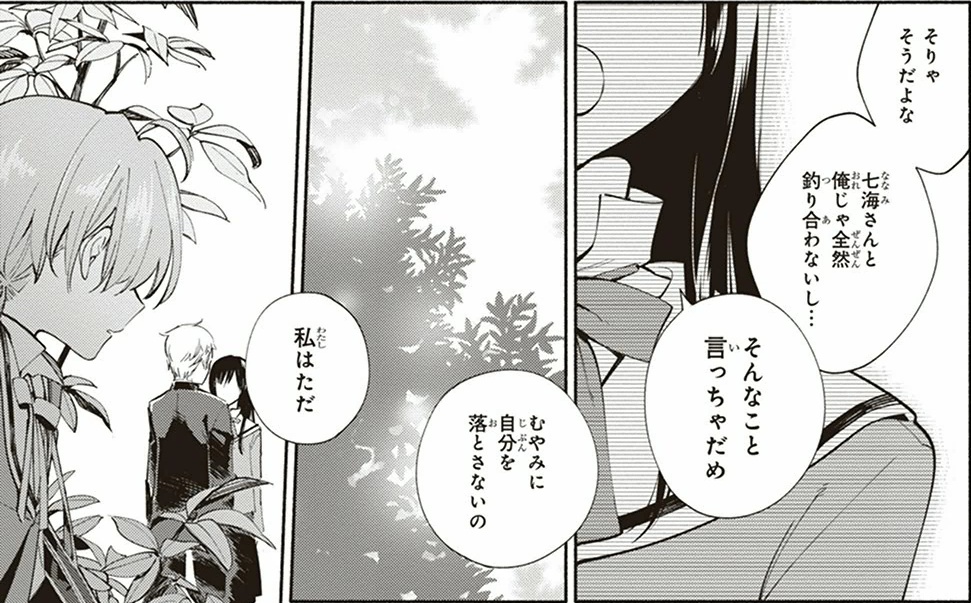 そりゃ
そうだよな
七海さんと
俺じゃ全然
釣り合わないし…
そんなこと
言っちゃだめ
むやみに
自分を
落とさないの
私はただ